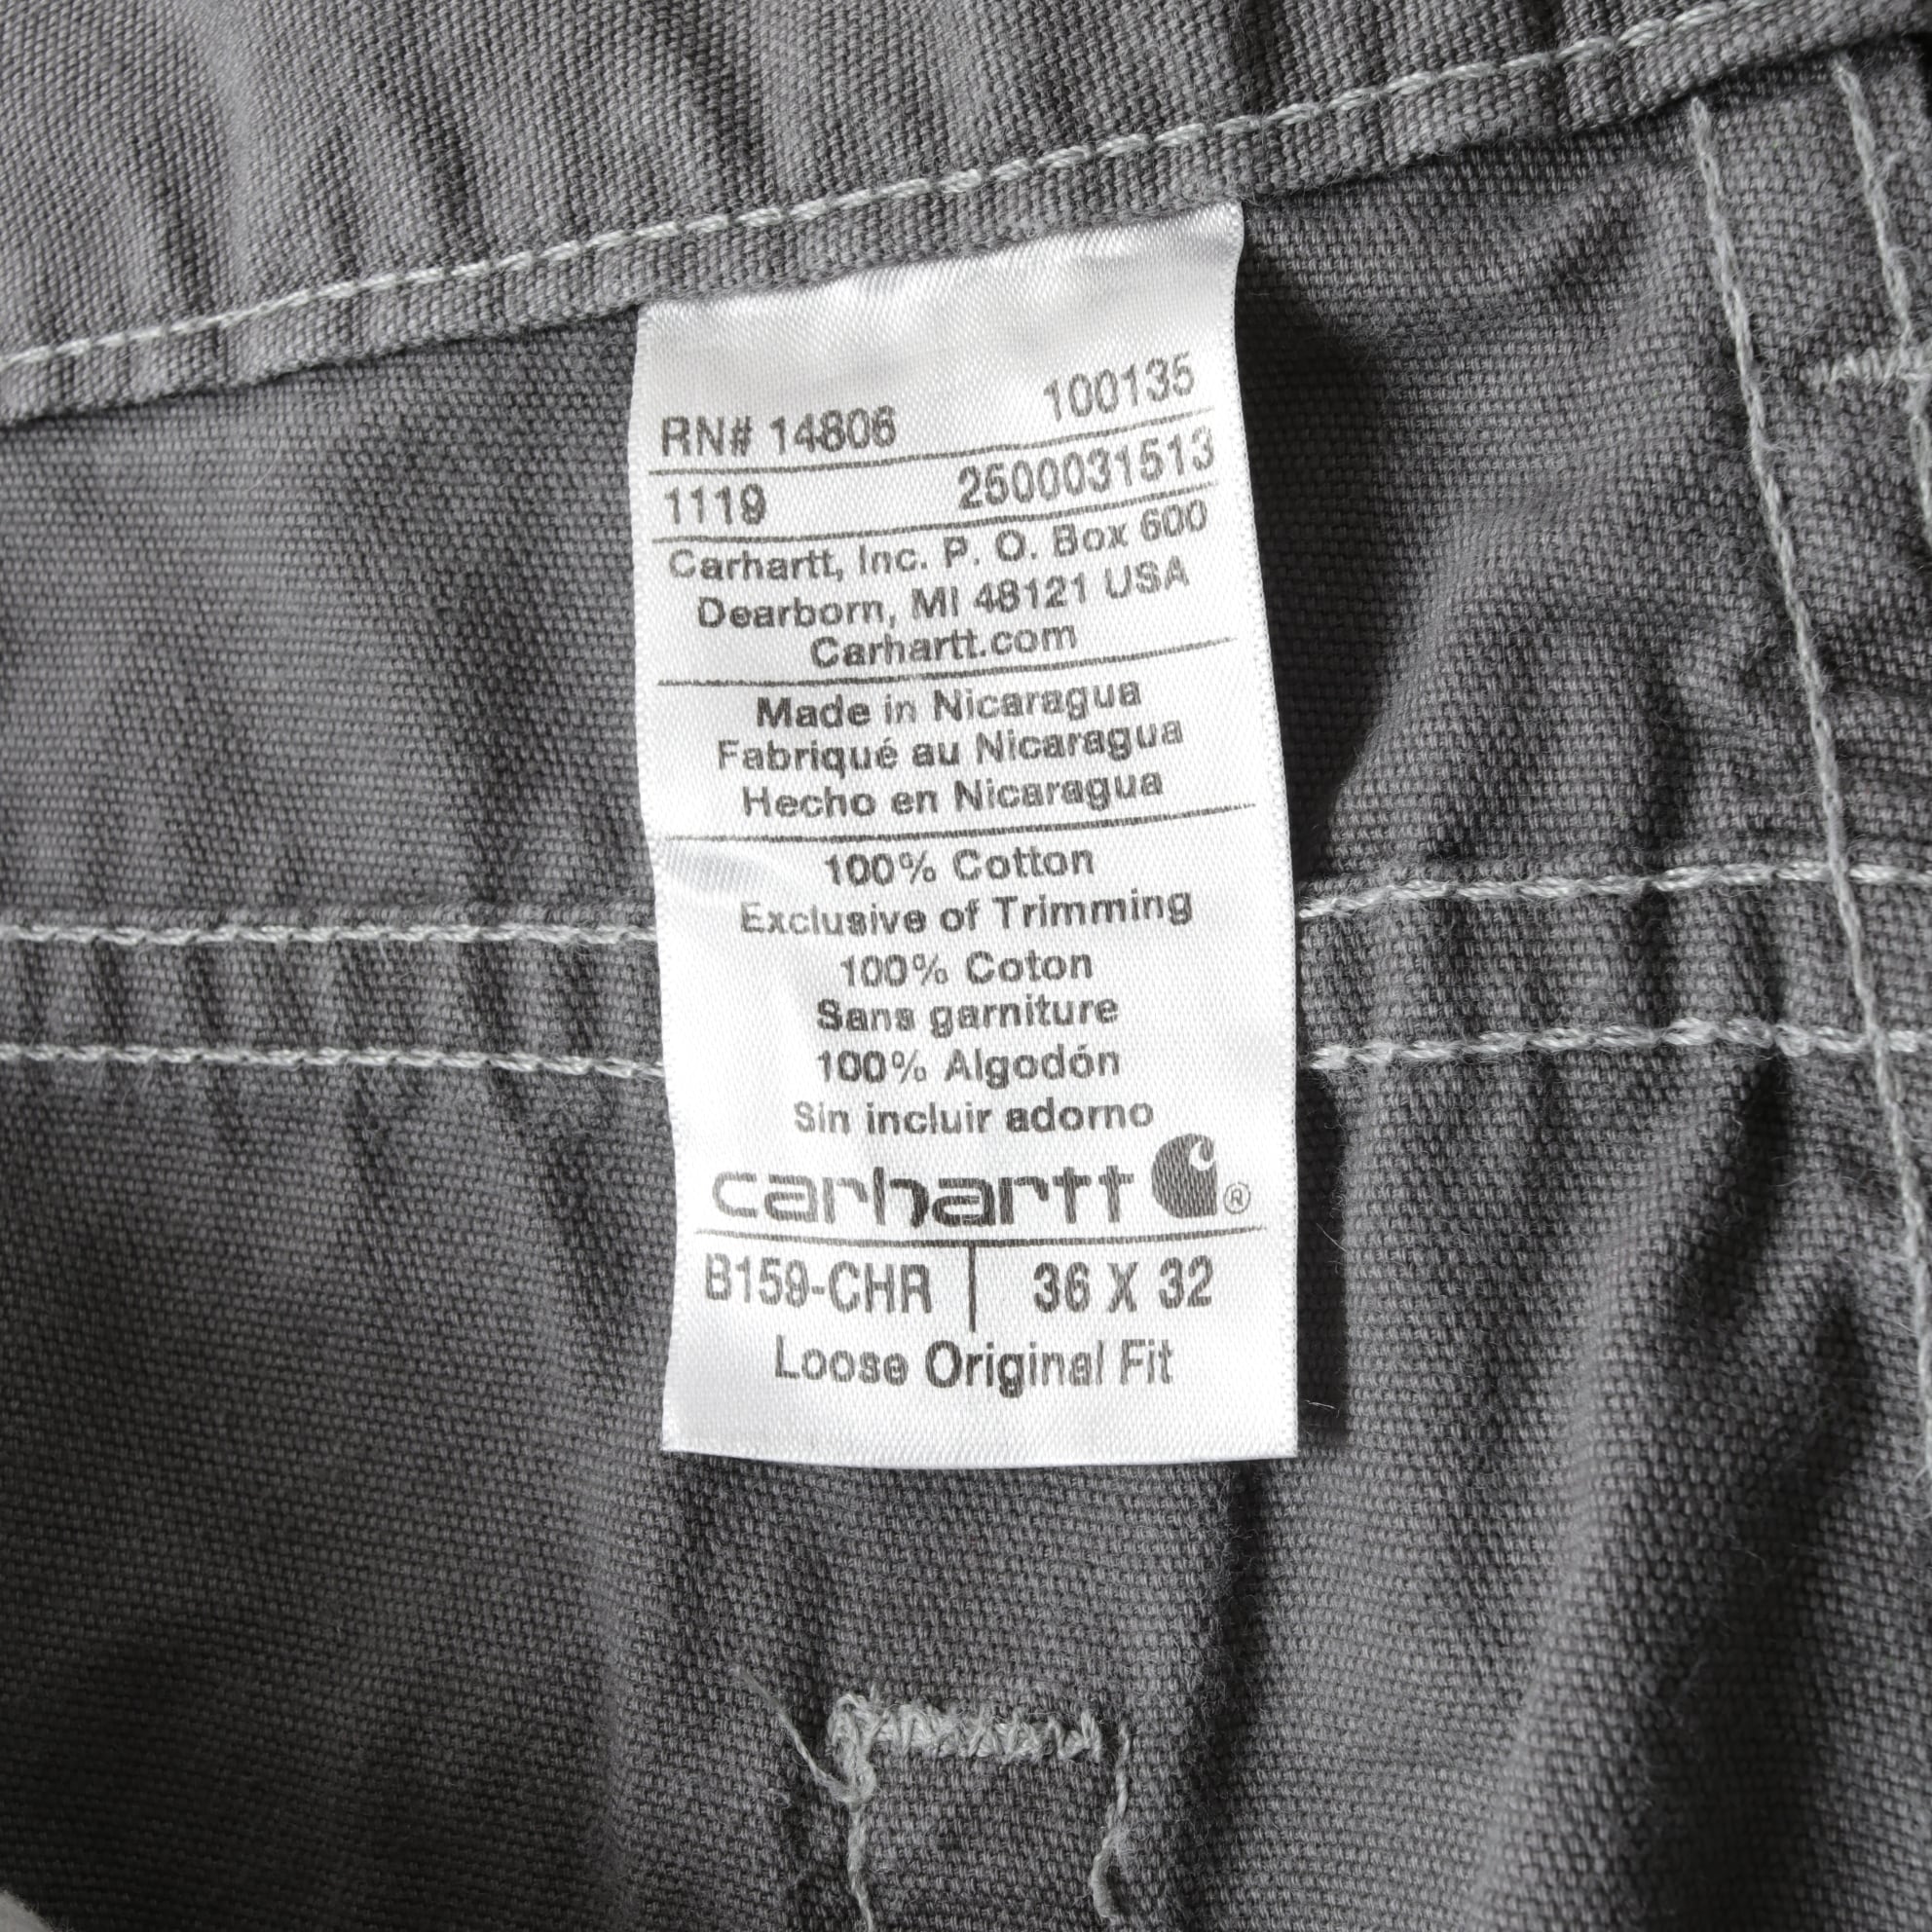 RN# 14806 100135
1119 2500031513
Carhartt, Inc. P. O. Box 600
Dearborn, MI 48121 USA
Carhartt.com
Made in Nicaragua
Fabriqué au Nicaragua
Hecho en Nicaragua
100% Cotton
Exclusive of Trimming
100% Coton
Sans garniture
100% Algodón
Sin incluir adorno
carhartt ®
B159-CHR 36 X 32
Loose Original Fit